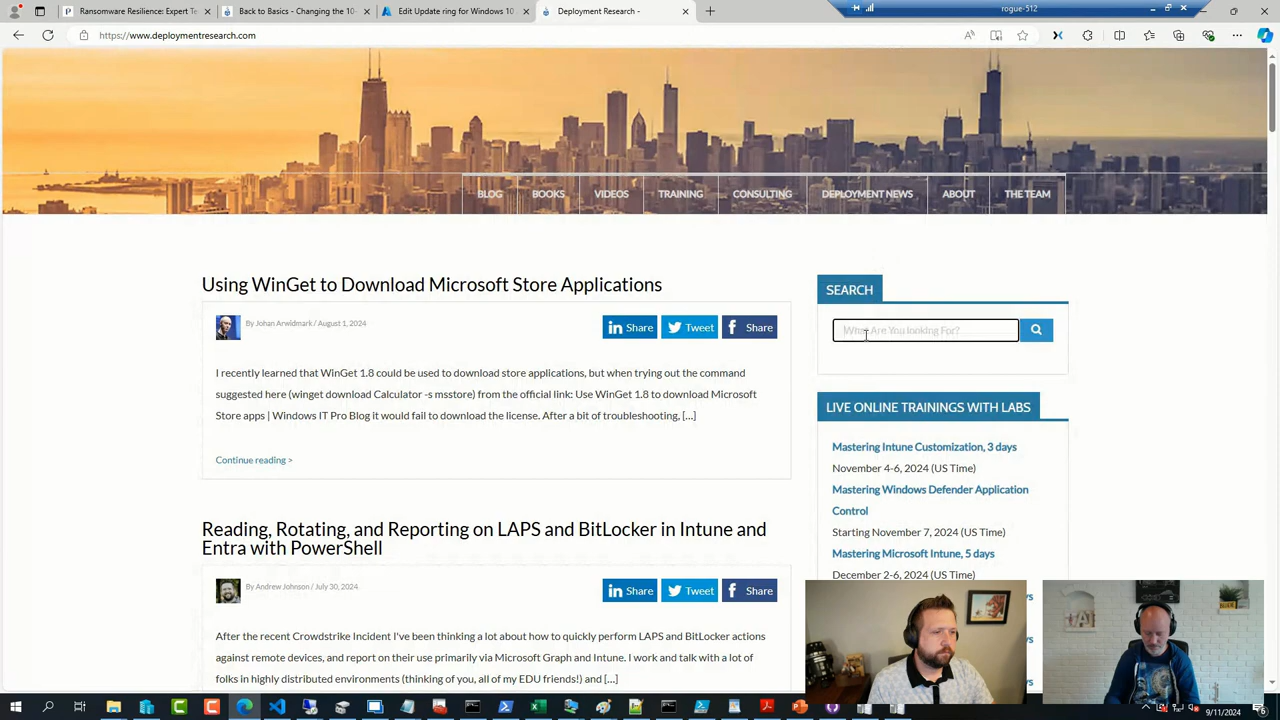 Ransomware Resilience: Expert Te
Back to Basics - Changing the 10-
Edit Update ring for Windows 10
Deployment Research -
rogue-512
https://www.deploymentresearch.com
BLOG
BOOKS
VIDEOS
TRAINING
CONSULTING
DEPLOYMENT NEWS
ABOUT
THE TEAM
Using WinGet to Download Microsoft Store Applications
By Johan Arwidmark / August 1, 2024
Share
Tweet
Share
I recently learned that WinGet 1.8 could be used to download store applications, but when trying out the command
suggested here (winget download Calculator -s msstore) from the official link: Use WinGet 1.8 to download Microsoft
Store apps | Windows IT Pro Blog it would fail to download the license. After a bit of troubleshooting, [...]
Continue reading >
Reading, Rotating, and Reporting on LAPS and BitLocker in Intune and
Entra with PowerShell
By Andrew Johnson / July 30, 2024
Share
Tweet
Share
After the recent Crowdstrike Incident I've been thinking a lot about how to quickly perform LAPS and BitLocker actions
against remote devices, and report on their use primarily via Microsoft Graph and Intune. I work and talk with a lot of
folks in highly distributed environments (thinking of you, all of my EDU friends!) and [...]
SEARCH
What Are You looking For?
LIVE ONLINE TRAININGS WITH LABS
Mastering Intune Customization, 3 days
November 4-6, 2024 (US Time)
Mastering Windows Defender Application
Control
Starting November 7, 2024 (US Time)
Mastering Microsoft Intune, 5 days
December 2-6, 2024 (US Time)
9/11/2024